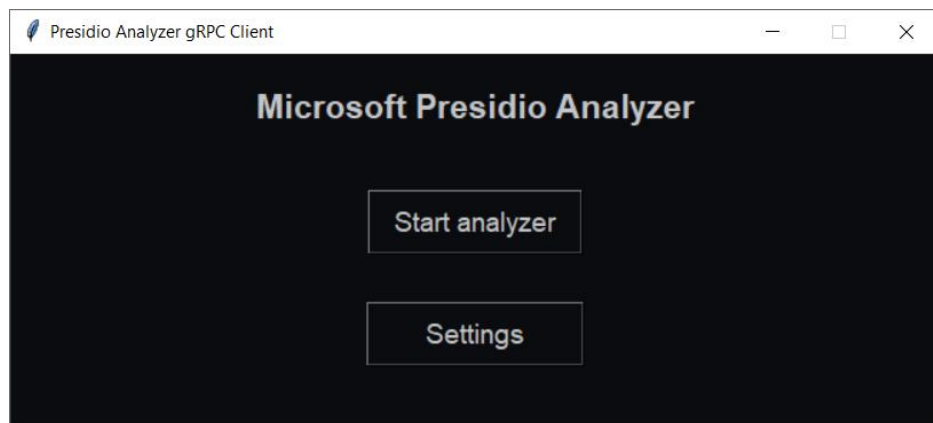 Presidio Analyzer gRPC Client
Microsoft Presidio Analyzer
Start analyzer
Settings